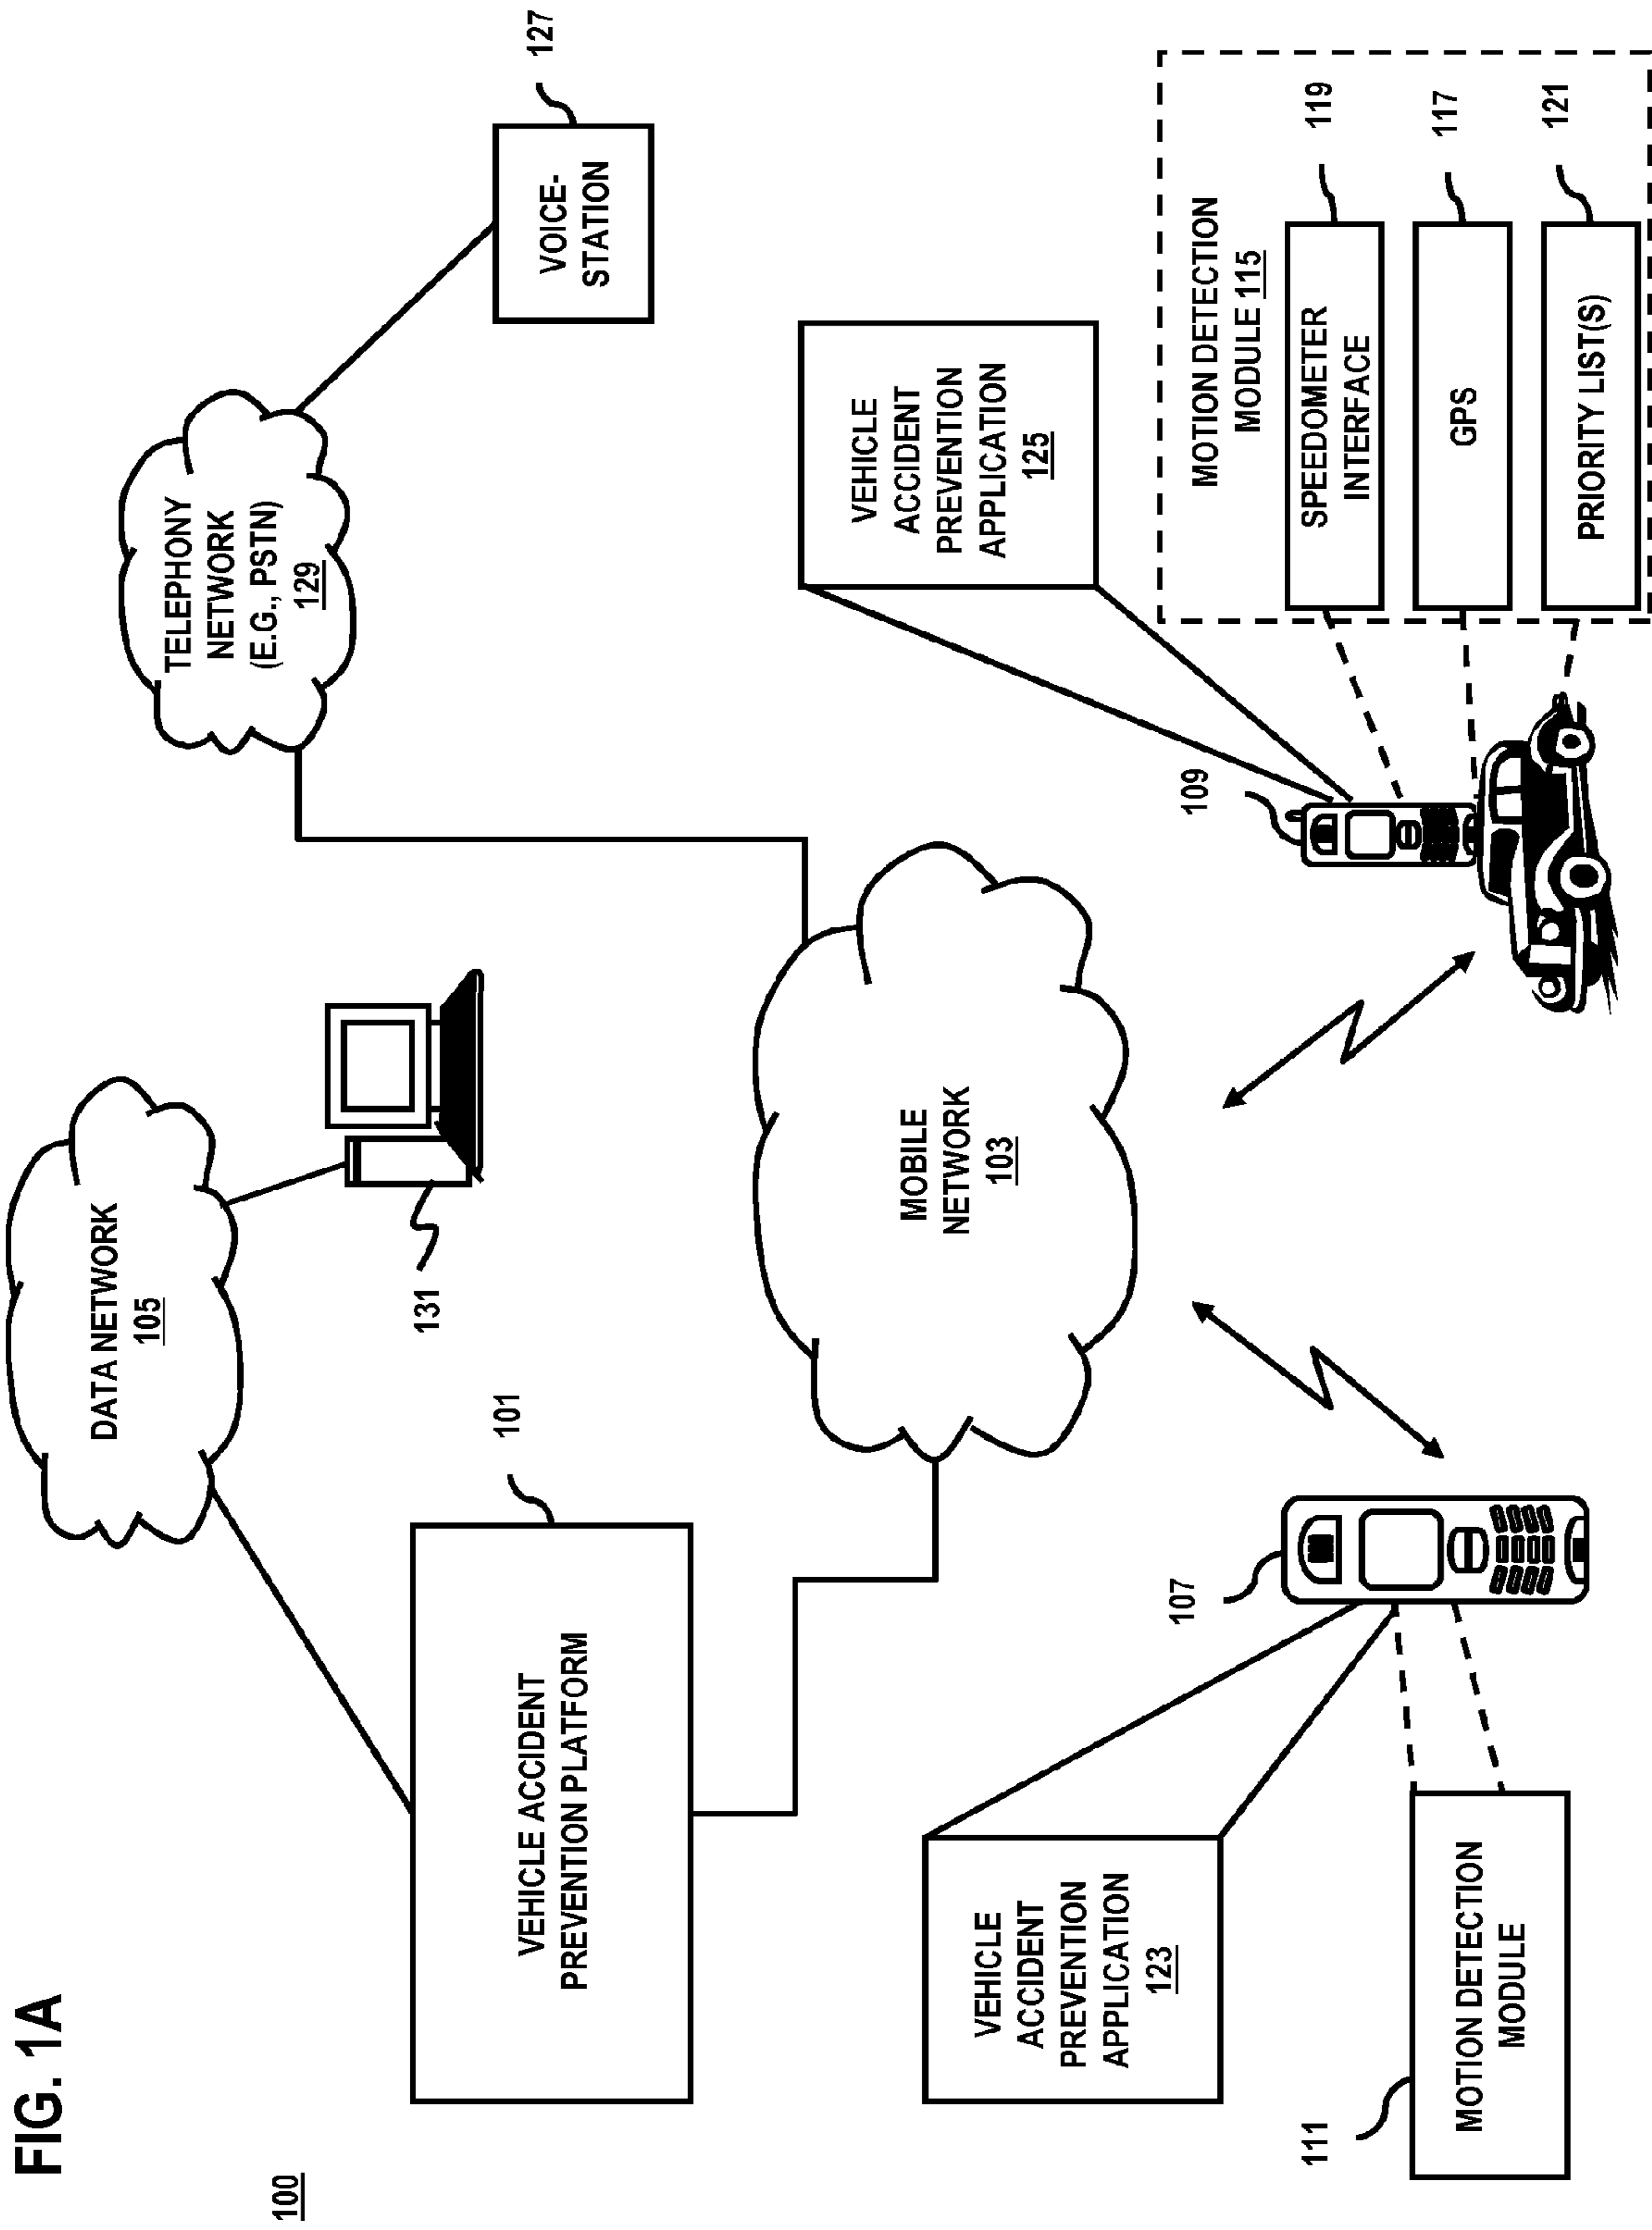 FIG. 1A
100
DATA NETWORK
105
131
TELEPHONY
NETWORK
(E.G., PSTN)
129
127
VOICE-
STATION
101
VEHICLE ACCIDENT
PREVENTION PLATFORM
MOBILE
NETWORK
103
VEHICLE
ACCIDENT
PREVENTION
APPLICATION
125
VEHICLE
ACCIDENT
PREVENTION
APPLICATION
123
107
109
111
MOTION DETECTION
MODULE
MOTION DETECTION
MODULE 115
SPEEDOMETER
INTERFACE
119
GPS
117
PRIORITY LIST(S)
121